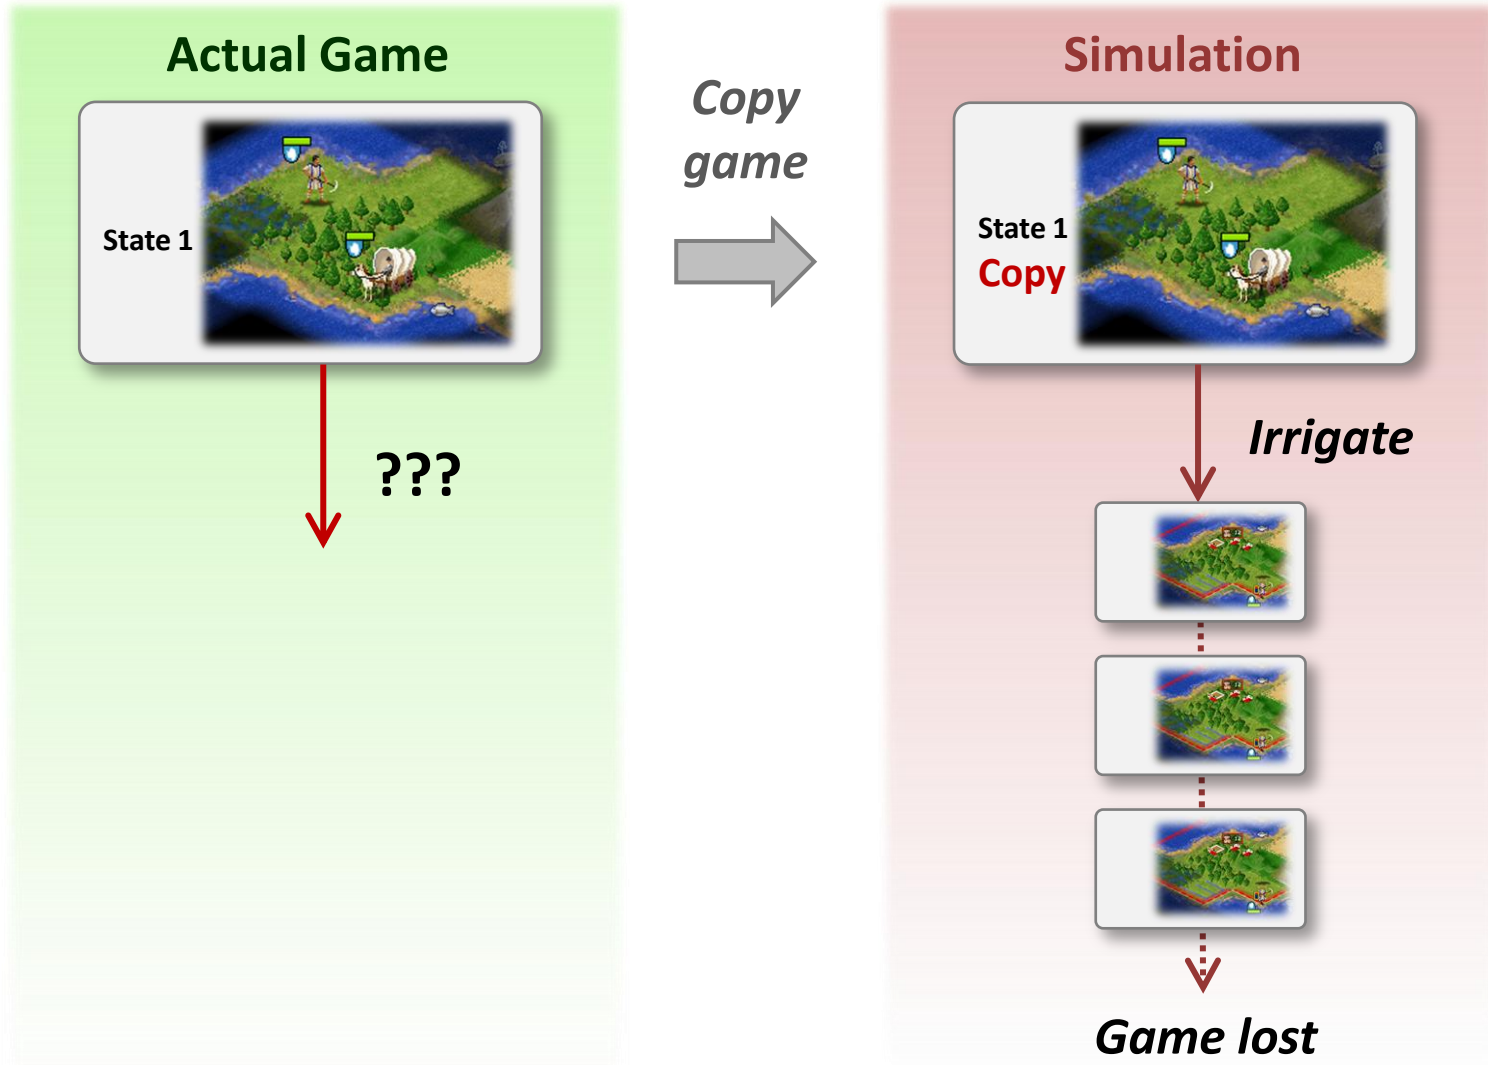 Actual Game
State 1
???
Copy
game
Simulation
State 1
Copy
Irrigate
Game lost